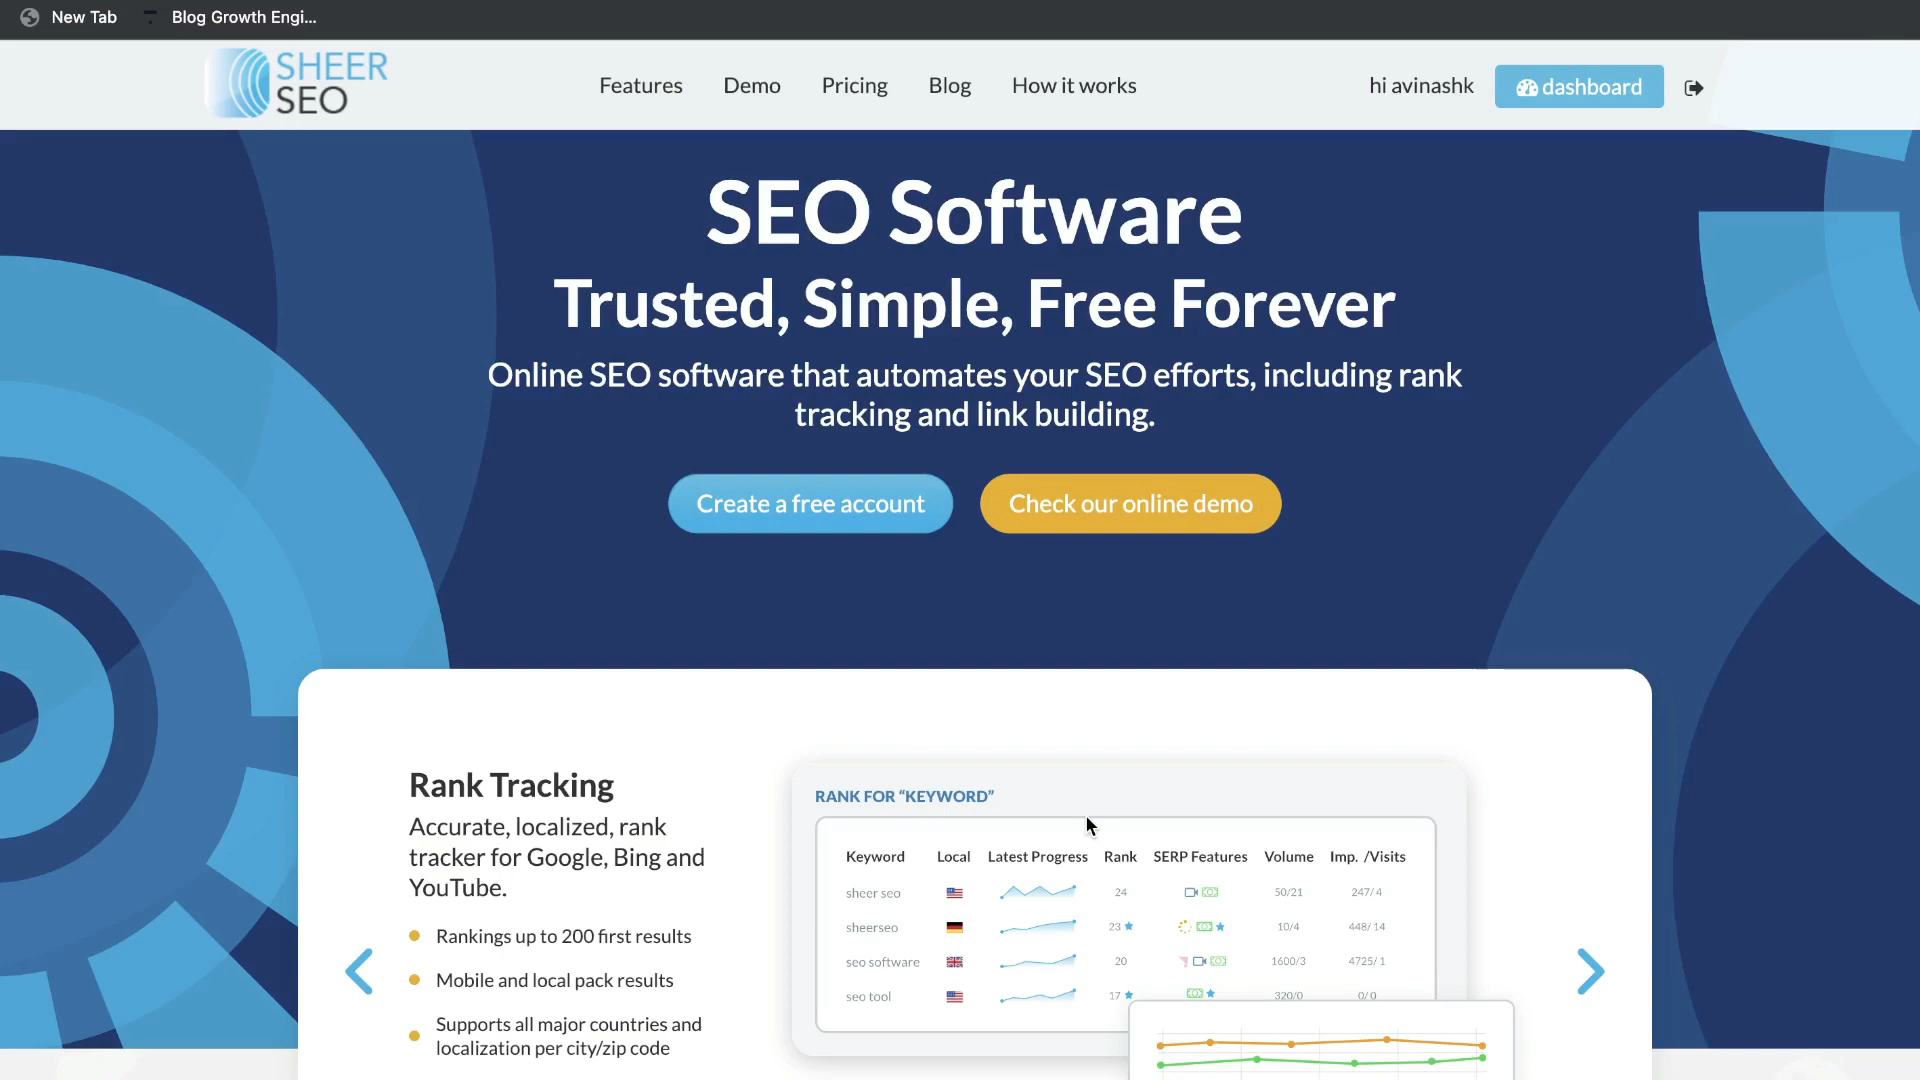 New Tab
Blog Growth Engi...
SHEER
SEO
Features
Demo
Pricing
Blog
How it works
hi avinashk
dashboard
SEO Software
Trusted, Simple, Free Forever
Online SEO software that automates your SEO efforts, including rank
tracking and link building.
Create a free account
Check our online demo
Rank Tracking
Accurate, localized, rank
tracker for Google, Bing and
YouTube.
Rankings up to 200 first results
Mobile and local pack results
Supports all major countries and
localization per city/zip code
RANK FOR “KEYWORD”
Keyword Local Latest Progress Rank SERP Features Volume Imp. /Visits
sheer seo 24 50/21 247/ 4
sheerseo 23 10/4 448/ 14
seo software 20 1600/3 4725/ 1
seo tool 17 320/0 0/ 0